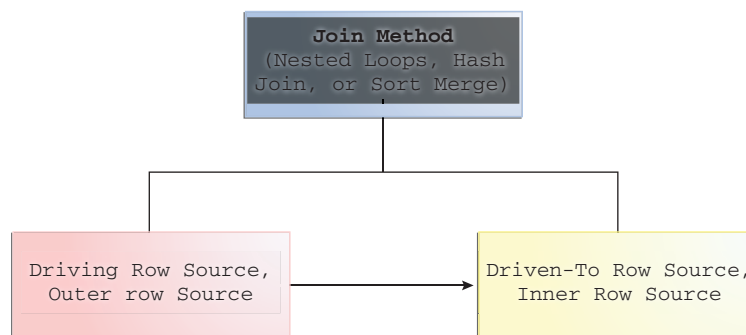 Join Method
(Nested Loops, Hash
Join, or Sort Merge)
Driving Row Source,
Outer row Source
Driven-To Row Source,
Inner Row Source